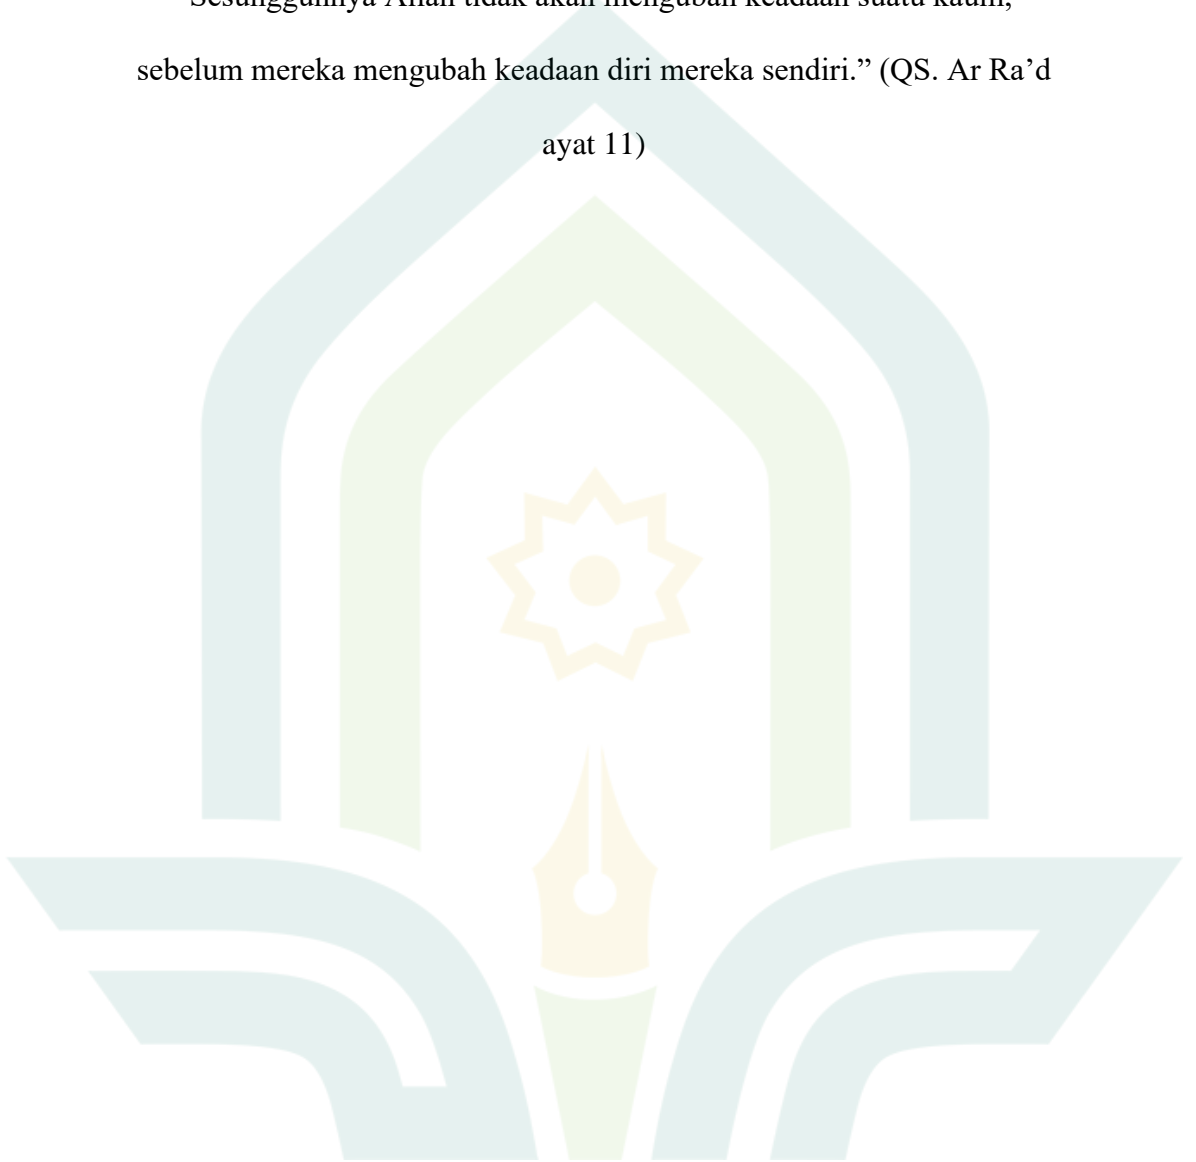 Sesungguhnya Allah tidak akan mengubah keadaan suatu kaum,
sebelum mereka mengubah keadaan diri mereka sendiri.” (QS. Ar Ra’d
ayat 11)